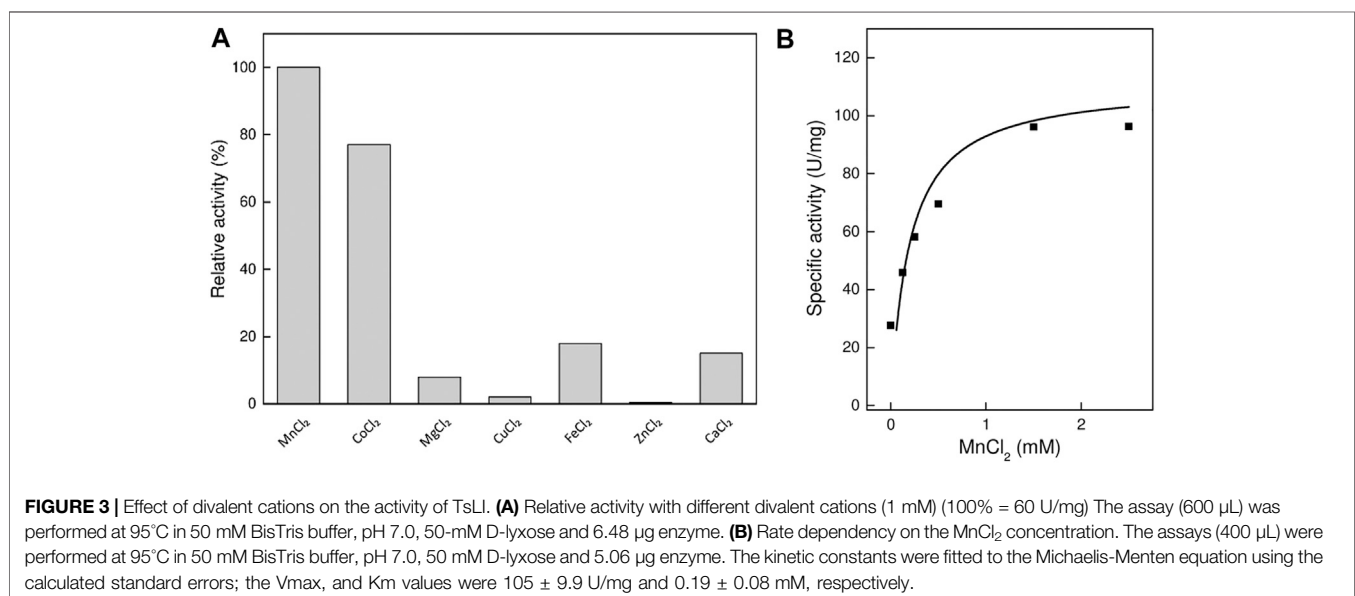 A
Relative activity (%)
100
80
60
40
20
0
MnCl₂
CoCl₂
MgCl₂
CuCl₂
FeCl₂
ZnCl₂
CaCl₂
B
Specific activity (U/mg)
120
100
80
60
40
20
0
0
1
2
MnCl₂ (mM)
FIGURE 3 | Effect of divalent cations on the activity of TsLI. (A) Relative activity with different divalent cations (1 mM) (100% = 60 U/mg) The assay (600 µL) was
performed at 95°C in 50 mM BisTris buffer, pH 7.0, 50-mM D-lyxose and 6.48 µg enzyme. (B) Rate dependency on the MnCl₂ concentration. The assays (400 µL) were
performed at 95°C in 50 mM BisTris buffer, pH 7.0, 50 mM D-lyxose and 5.06 µg enzyme. The kinetic constants were fitted to the Michaelis-Menten equation using the
calculated standard errors; the Vmax, and Km values were 105 ± 9.9 U/mg and 0.19 ± 0.08 mM, respectively.